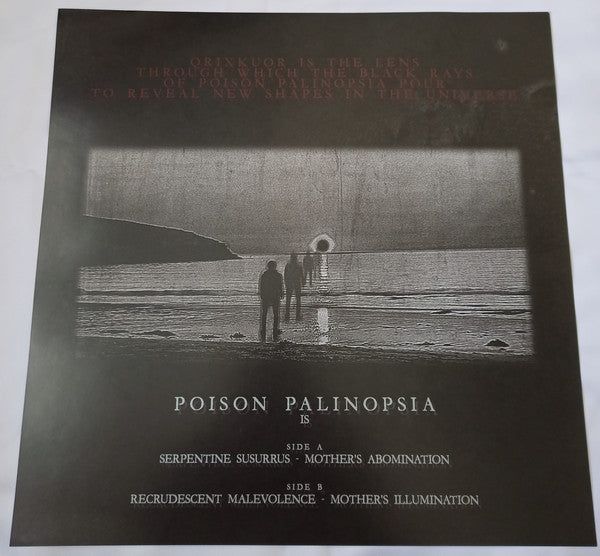 ORIXKUOR IS THE LENS
THROUGH WHICH THE BLACK RAYS
OF POISON PALINOPSIA POUR
TO REVEAL NEW SHAPES IN THE UNIVERSE
POISON PALINOPSIA
IS
SIDE A
SERPENTINE SUSURRUS - MOTHER'S ABOMINATION
SIDE B
RECRUDESCENT MALEVOLENCE - MOTHER'S ILLUMINATION